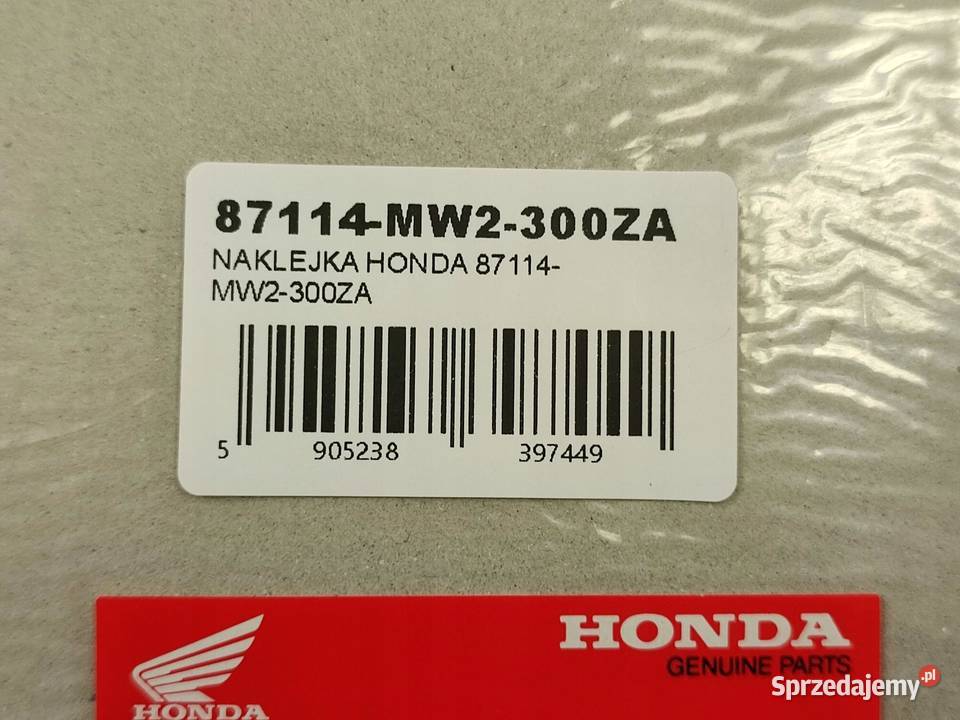 87114-MW2-300ZA
NAKLEJKA HONDA 87114-
MW2-300ZA
5 905238 397449
HONDA
GENUINE PARTS
HONDA
Sprzedajemy.pl